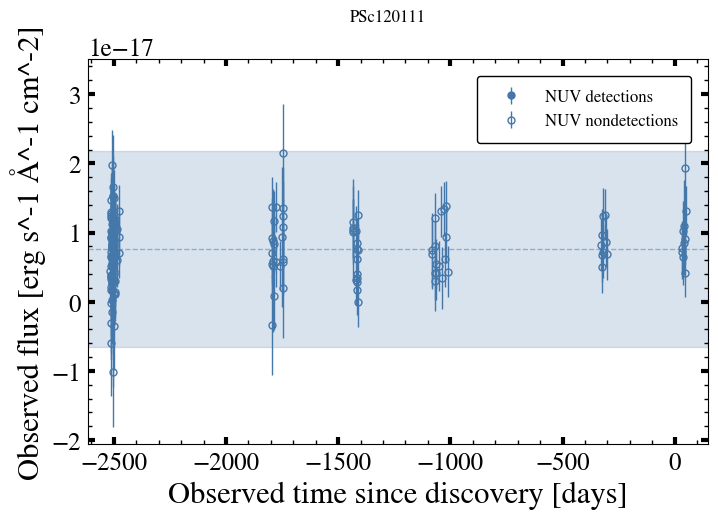 PSc120111
1e−17
Observed flux [erg s^-1 Å^-1 cm^-2]
3
2
1
0
−1
−2
NUV detections
NUV nondetections
−2500 −2000 −1500 −1000 −500 0
Observed time since discovery [days]